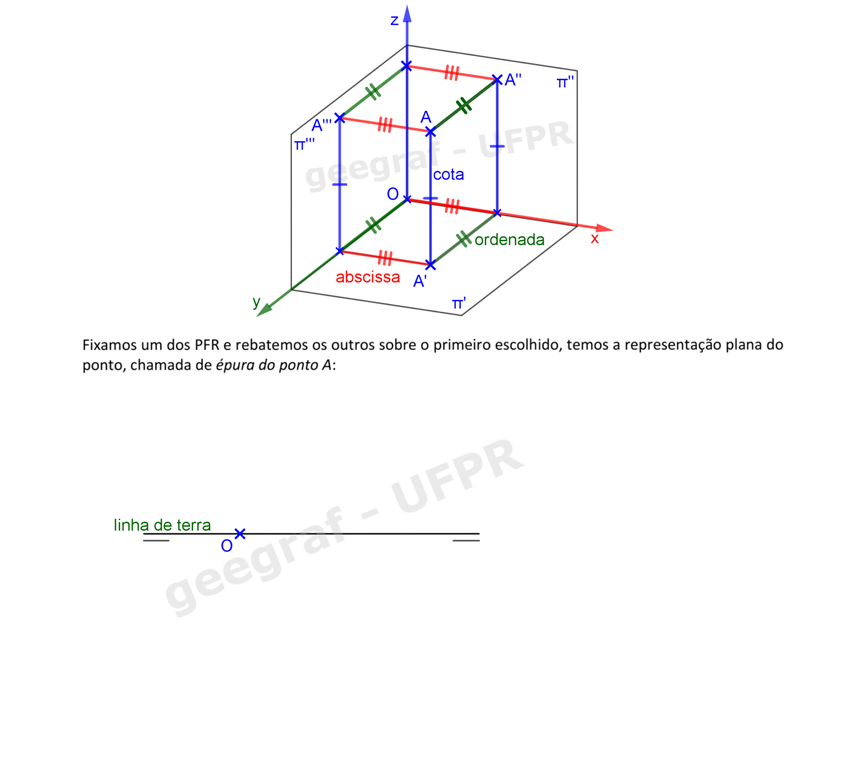 z
A''
π''
A
A'''
π'''
geegraf - UFPR
cota
O
ordenada
x
abscissa
A'
y
π'
Fixamos um dos PFR e rebatemos os outros sobre o primeiro escolhido, temos a representação plana do
ponto, chamada de épura do ponto A:
geegraf - UFPR
linha de terra
O